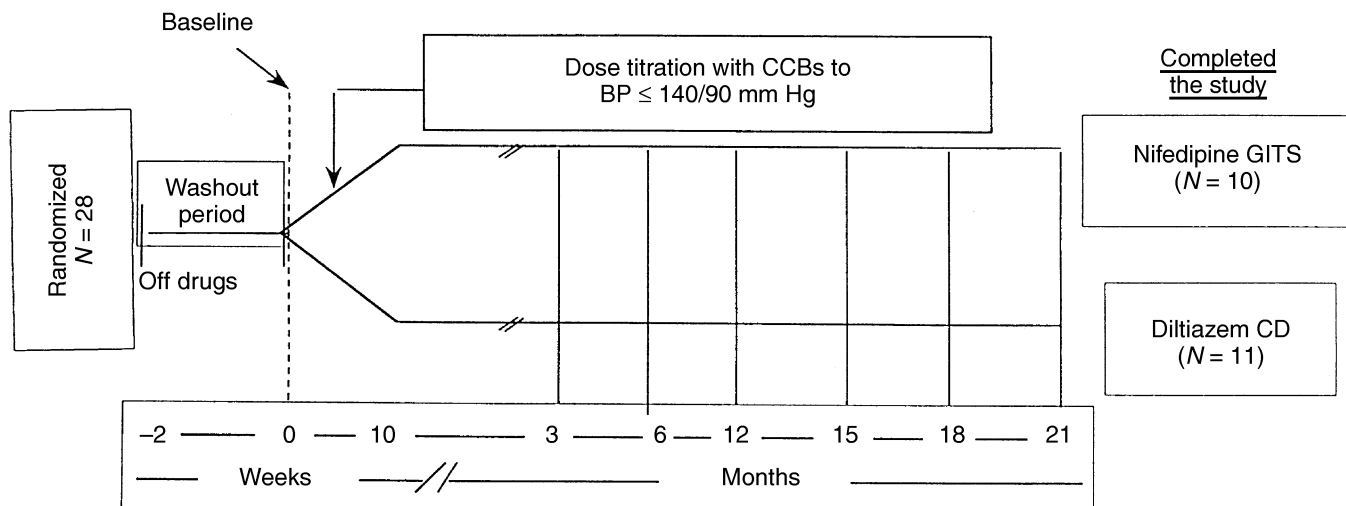 Baseline
Dose titration with CCBs to
BP ≤ 140/90 mm Hg
Completed
the study
Randomized
N = 28
Washout
period
Off drugs
Nifedipine GITS
(N = 10)
Diltiazem CD
(N = 11)
–2 0 10 3 6 12 15 18 21
Weeks Months